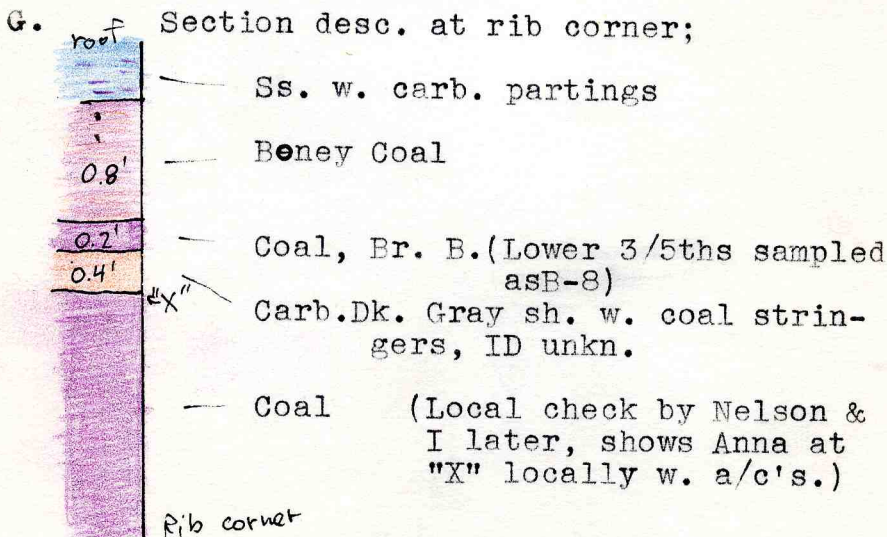 G. Section desc. at rib corner;
roof
Ss. w. carb. partings
Boney Coal
0.8'
0.2'
Coal, Br. B.(Lower 3/5ths sampled
asB-8)
0.4'
"X"
Carb.Dk. Gray sh. w. coal strin-
gers, ID unkn.
Coal (Local check by Nelson &
I later, shows Anna at
"X" locally w. a/c's.)
Rib corner